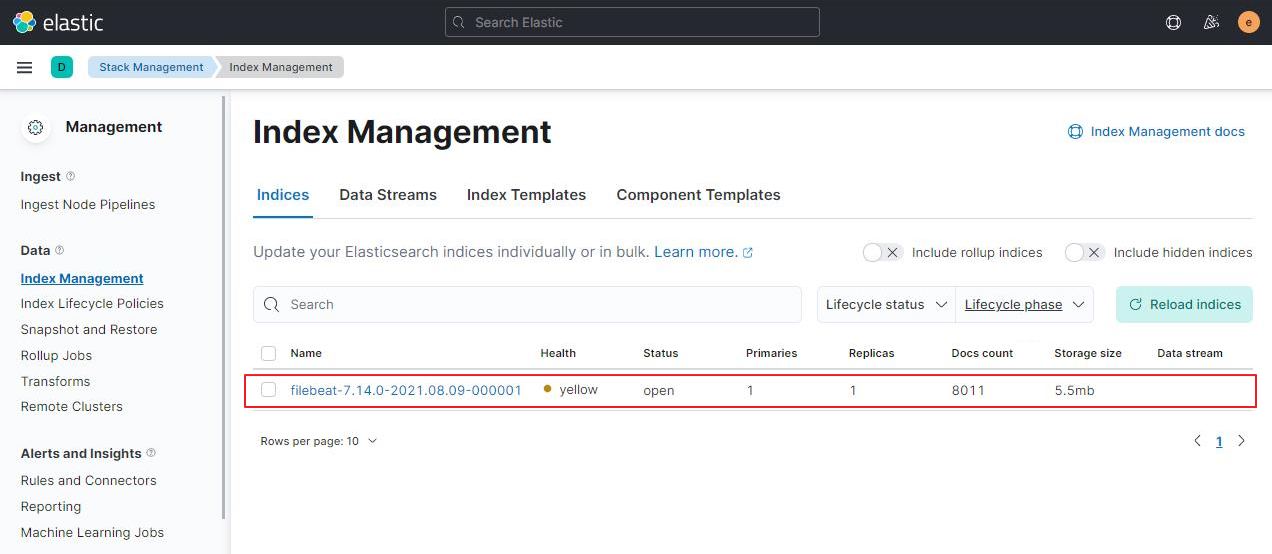 elastic
Search Elastic
e
D
Stack Management
Index Management
Management
Ingest
Ingest Node Pipelines
Data
Index Management
Index Lifecycle Policies
Snapshot and Restore
Rollup Jobs
Transforms
Remote Clusters
Alerts and Insights
Rules and Connectors
Reporting
Machine Learning Jobs
Index Management
Index Management docs
Indices Data Streams Index Templates Component Templates
Update your Elasticsearch indices individually or in bulk. Learn more.
Include rollup indices
Include hidden indices
Search
Lifecycle status
Lifecycle phase
Reload indices
Name Health Status Primaries Replicas Docs count Storage size Data stream
filebeat-7.14.0-2021.08.09-000001 yellow open 1 1 8011 5.5mb
Rows per page: 10
1